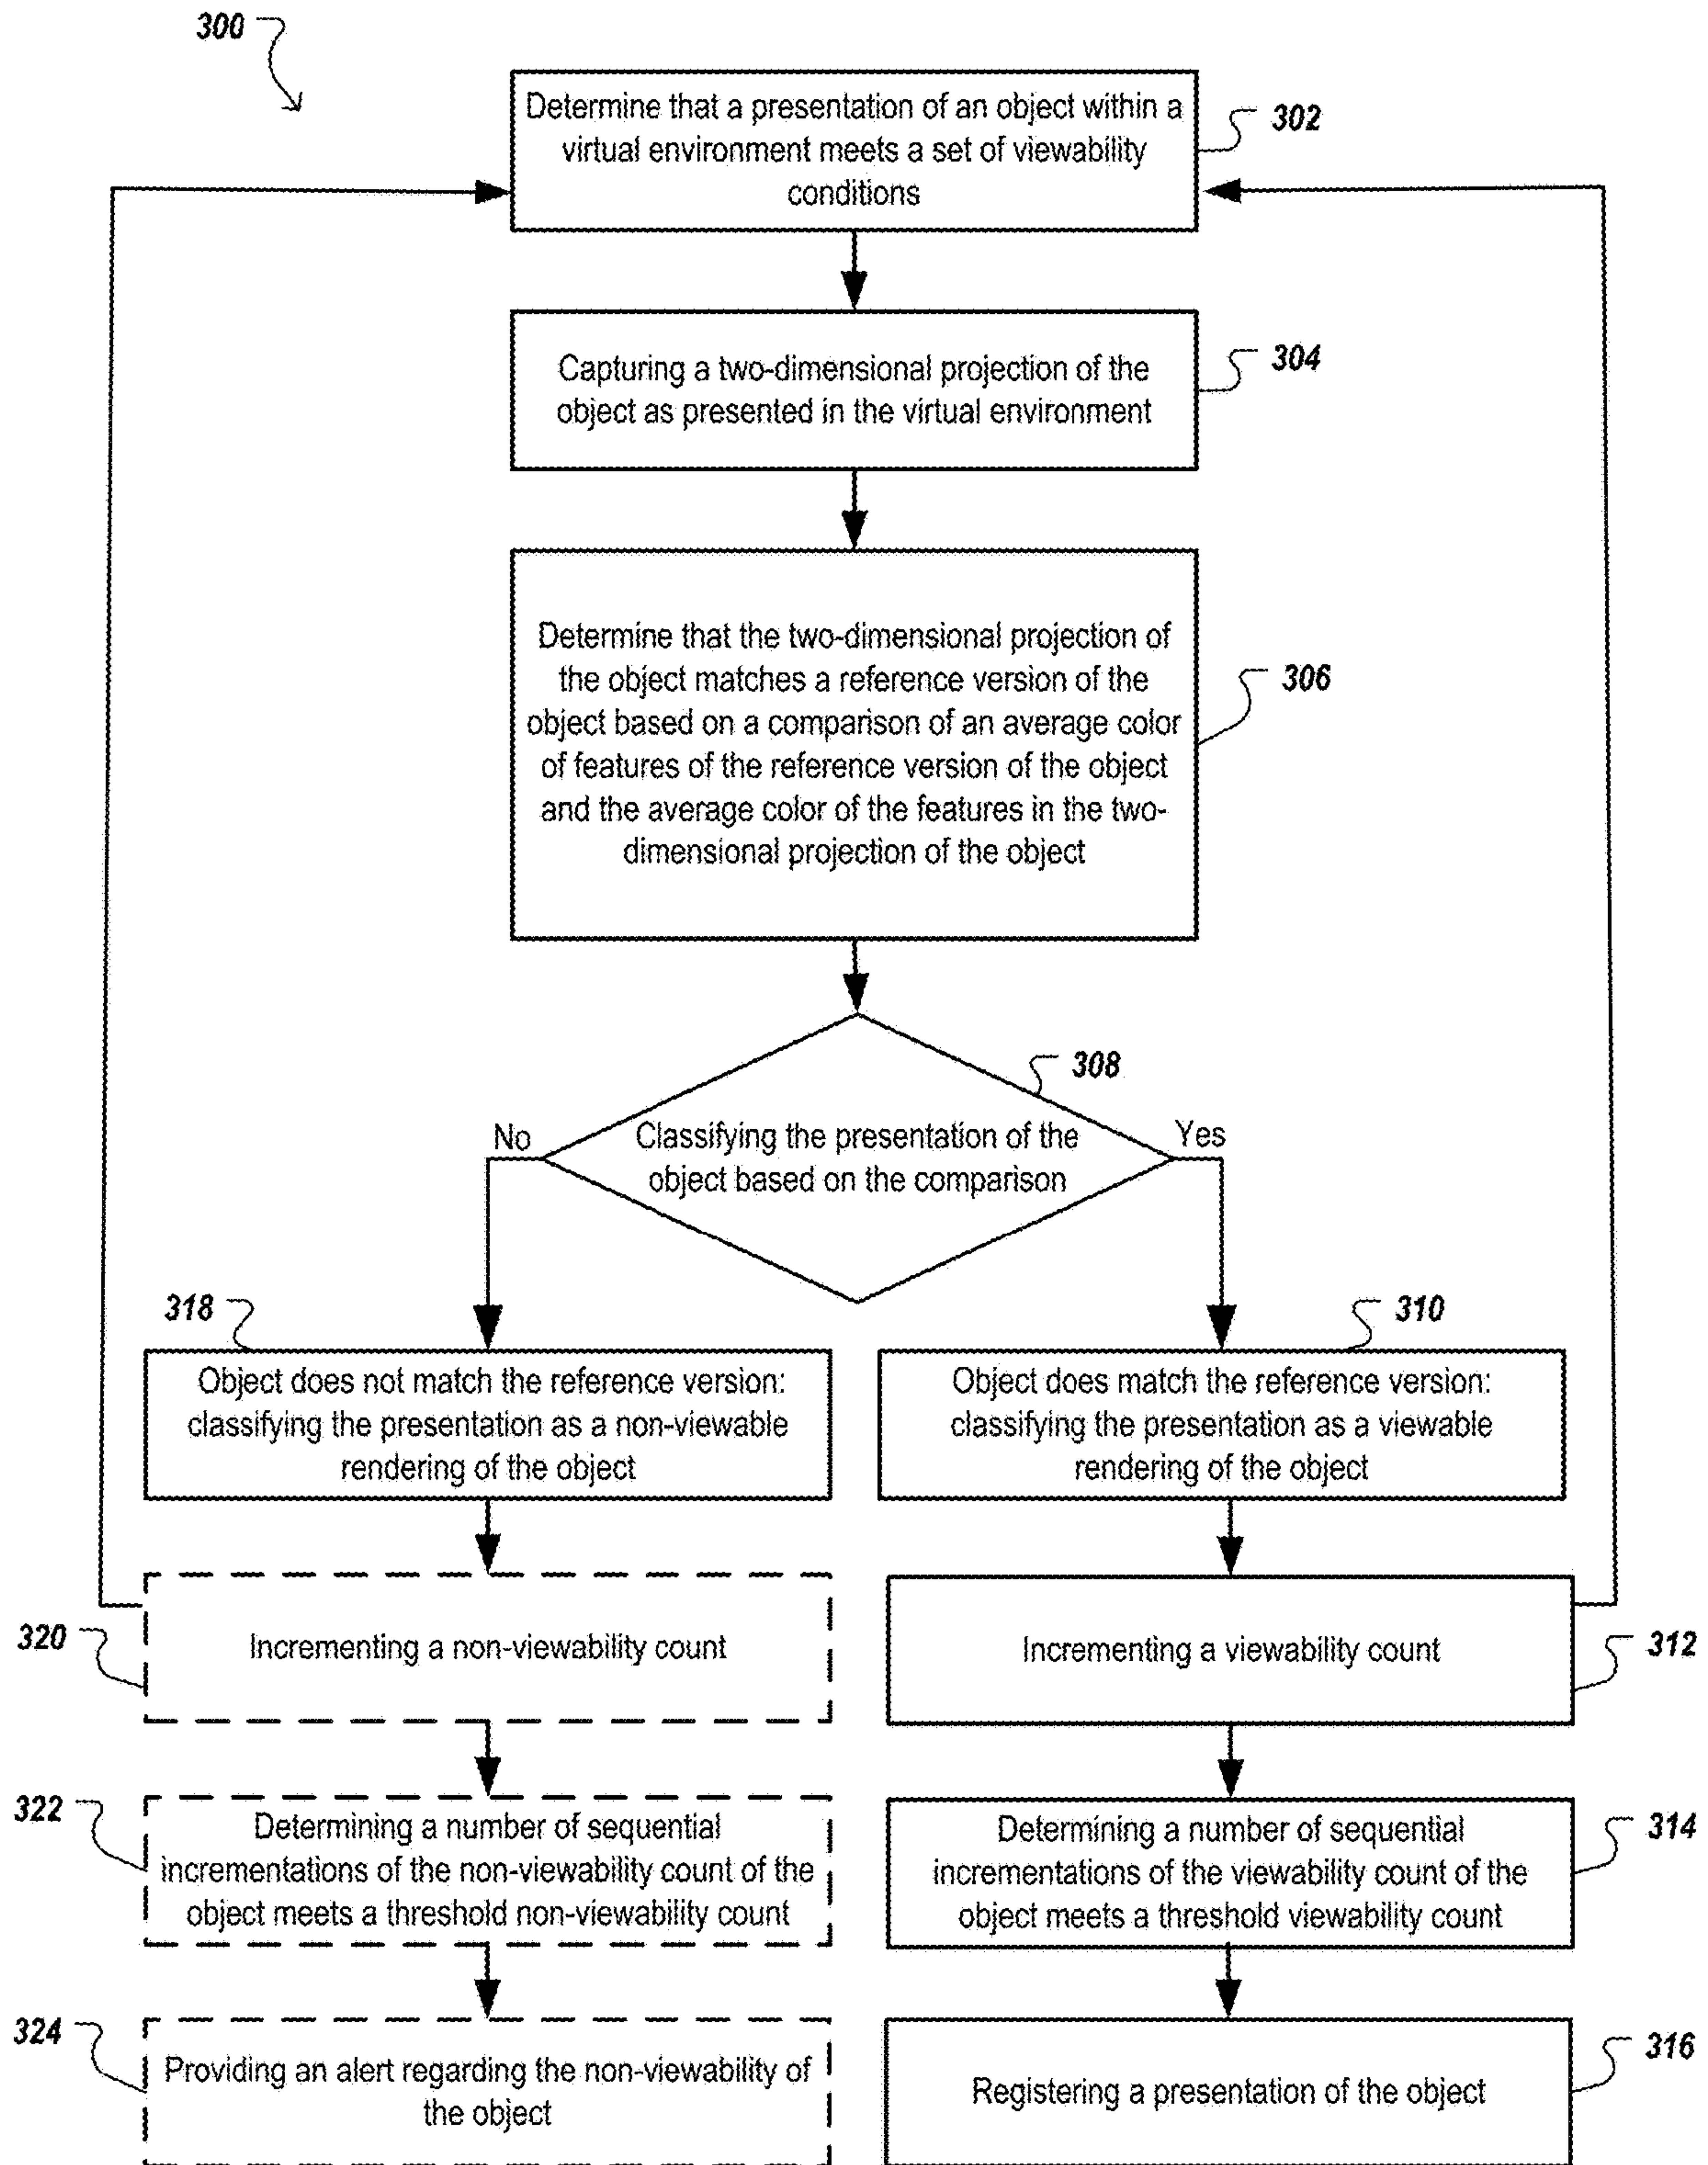 300
Determine that a presentation of an object within a
virtual environment meets a set of viewability
conditions
302
Capturing a two-dimensional projection of the
object as presented in the virtual environment
304
Determine that the two-dimensional projection of
the object matches a reference version of the
object based on a comparison of an average color
of features of the reference version of the object
and the average color of the features in the two-
dimensional projection of the object
306
308
No
Classifying the presentation of the
object based on the comparison
Yes
318
Object does not match the reference version:
classifying the presentation as a non-viewable
rendering of the object
310
Object does match the reference version:
classifying the presentation as a viewable
rendering of the object
320
Incrementing a non-viewability count
Incrementing a viewability count
312
322
Determining a number of sequential
incrementations of the non-viewability count of the
object meets a threshold non-viewability count
Determining a number of sequential
incrementations of the viewability count of the
object meets a threshold viewability count
314
324
Providing an alert regarding the non-viewability of
the object
Registering a presentation of the object
316